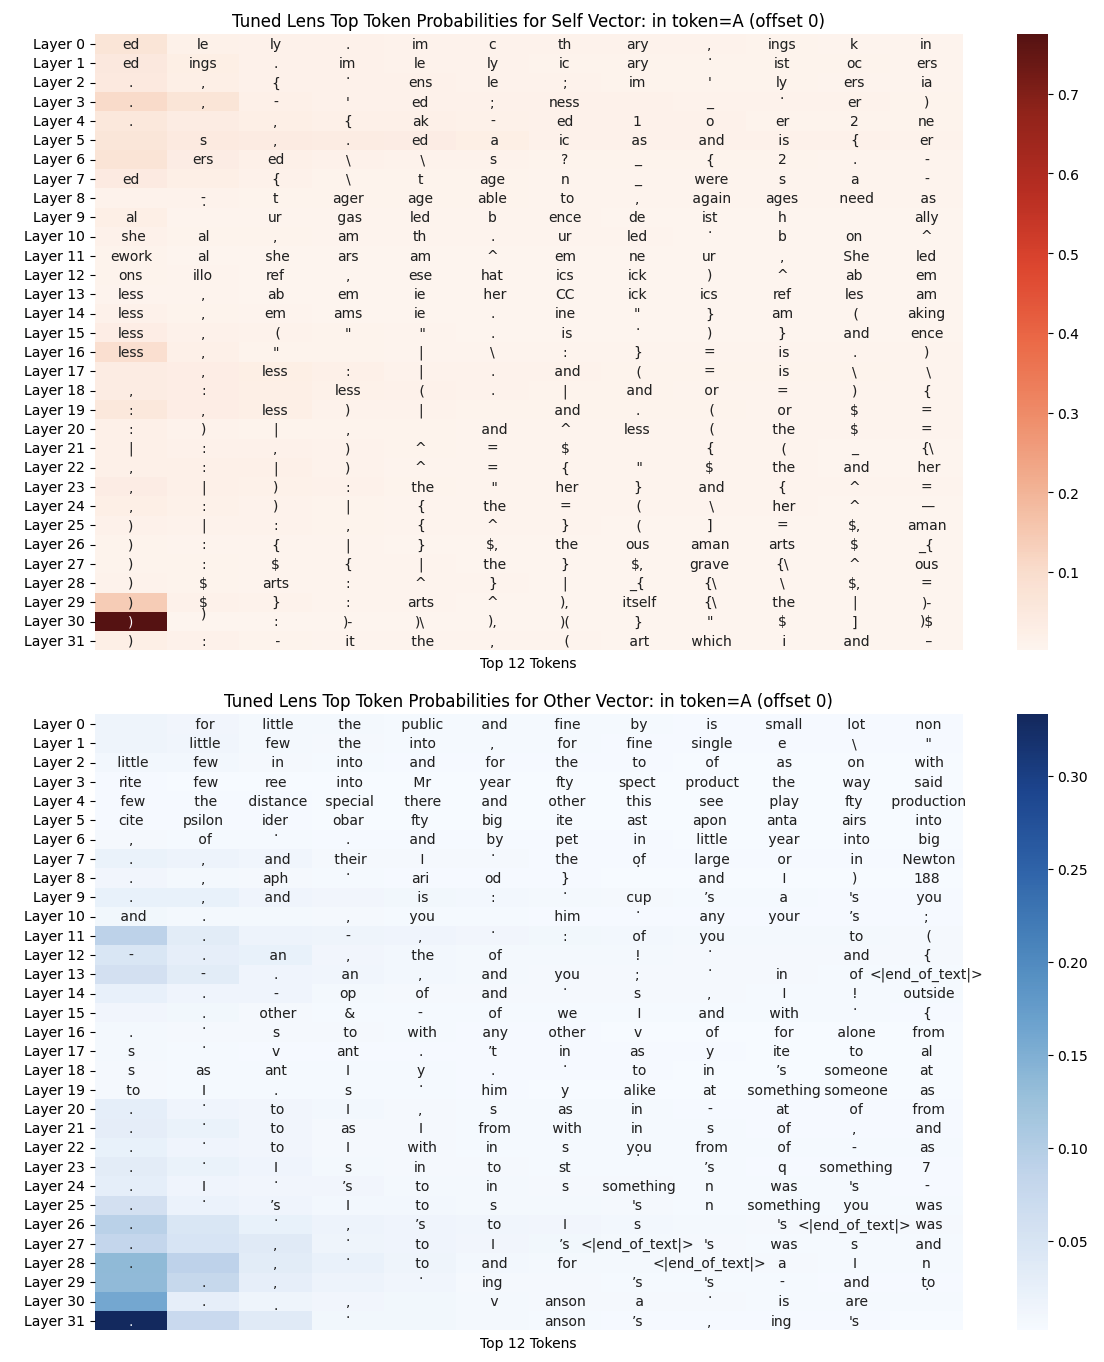 Tuned Lens Top Token Probabilities for Self Vector: in token=A (offset 0)
Layer 0 ed le ly . im c th ary , ings k in
Layer 1 ed ings . im le ly ic ary ˙ ist oc ers
Layer 2 . , { ˙ ens le ; im ' ly ers ia
Layer 3 . , - ' ed ; ness _ · er )
Layer 4 . , { ak - ed 1 o er 2 ne
Layer 5 s , . ed a ic as and is { er
Layer 6 ers ed \ \ s ? _ { 2 . -
Layer 7 ed { \ t age n _ were s a -
Layer 8 - t ager age able to , again ages need as
Layer 9 al ur gas led b ence de ist h ally
Layer 10 she al , am th . ur led ˙ b on ^
Layer 11 ework al she ars am ^ em ne ur , She led
Layer 12 ons illo ref , ese hat ics ick ) ^ ab em
Layer 13 less , ab em ie her CC ick ics ref les am
Layer 14 less , em ams ie . ine " } am ( aking
Layer 15 less , ( " " . is ˙ ) } and ence
Layer 16 less , " | \ : } = is . )
Layer 17 , less : | . and ( = is \ \
Layer 18 , : less ( . | and or = ) {
Layer 19 : , less ) | and . ( or $ =
Layer 20 : ) | , and ^ less ( the $ =
Layer 21 | : , ) ^ = $ { ( _ {\
Layer 22 , : | ) ^ = { " $ the and her
Layer 23 , | ) : the " her } and { ^ =
Layer 24 , : ) | { the = ( \ her ^ —
Layer 25 ) | : , { ^ } ( ] = $, aman
Layer 26 ) : { | } $, the ous aman arts $ _{
Layer 27 ) : $ { | the } $, grave {\ ^ ous
Layer 28 ) $ arts : ^ } | _{ {\ \ $, =
Layer 29 ) $ } : arts ^ ), itself {\ the | )-
Layer 30 ) ) : )- )\ ), )( } " $ ] )$
Layer 31 ) : - it the , ( art which i and –
Top 12 Tokens
0.7
0.6
0.5
0.4
0.3
0.2
0.1
Tuned Lens Top Token Probabilities for Other Vector: in token=A (offset 0)
Layer 0 for little the public and fine by is small lot non
Layer 1 little few the into , for fine single e \ "
Layer 2 little few in into and for the to of as on with
Layer 3 rite few ree into Mr year fty spect product the way said
Layer 4 few the distance special there and other this see play fty production
Layer 5 cite psilon ider obar fty big ite ast apon anta airs into
Layer 6 , of ˙ . and by pet in little year into big
Layer 7 . , and their I ˙ the of large or in Newton
Layer 8 . , aph ˙ ari od } and I ) 188
Layer 9 . , and is : ˙ cup ’s a 's you
Layer 10 and . , you him ˙ any your ’s ;
Layer 11 . - , ˙ : of you to (
Layer 12 - . an , the of ! ˙ and {
Layer 13 - . an , and you ; ˙ in of <|end_of_text|>
Layer 14 . - op of and ˙ s , I ! outside
Layer 15 . other & - of we I and with ˙ {
Layer 16 . ˙ s to with any other v of for alone from
Layer 17 s ˙ v ant . ’t in as y ite to al
Layer 18 s as ant I y . ˙ to in ’s someone at
Layer 19 to I . s ˙ him y alike at something someone as
Layer 20 . ˙ to I , s as in - at of from
Layer 21 . ˙ to as I from with in s of , and
Layer 22 . ˙ to I with in s you from of - as
Layer 23 . ˙ I s in to st ’s q something 7
Layer 24 . I ˙ ’s to in s something n was 's -
Layer 25 . ˙ ’s I to s 's n something you was
Layer 26 . ˙ , ’s to I s 's <|end_of_text|> was
Layer 27 . , ˙ to I ’s <|end_of_text|> 's was s and
Layer 28 . , ˙ to and for <|end_of_text|> a I n
Layer 29 . , ˙ ing ’s 's - and to
Layer 30 . , v anson a ˙ is are
Layer 31 . ˙ anson ’s , ing 's
Top 12 Tokens
0.30
0.25
0.20
0.15
0.10
0.05